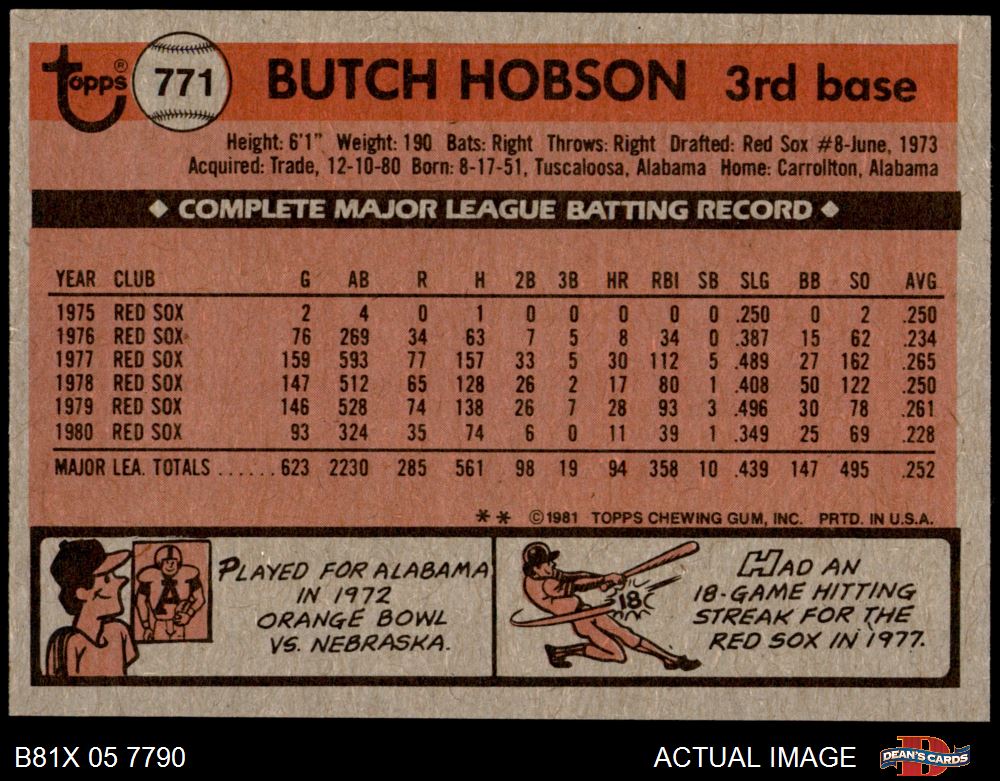 topps®
771
BUTCH HOBSON 3rd base
Height: 6'1" Weight: 190 Bats: Right Throws: Right Drafted: Red Sox #8-June, 1973
Acquired: Trade, 12-10-80 Born: 8-17-51, Tuscaloosa, Alabama Home: Carrollton, Alabama
◆ COMPLETE MAJOR LEAGUE BATTING RECORD ◆
YEAR CLUB G AB R H 2B 3B HR RBI SB SLG BB SO AVG
1975 RED SOX 2 4 0 1 0 0 0 0 0 .250 0 2 .250
1976 RED SOX 76 269 34 63 7 5 8 34 0 .387 15 62 .234
1977 RED SOX 159 593 77 157 33 5 30 112 5 .489 27 162 .265
1978 RED SOX 147 512 65 128 26 2 17 80 1 .408 50 122 .250
1979 RED SOX 146 528 74 138 26 7 28 93 3 .496 30 78 .261
1980 RED SOX 93 324 35 74 6 0 11 39 1 .349 25 69 .228
MAJOR LEA. TOTALS ...... 623 2230 285 561 98 19 94 358 10 .439 147 495 .252
** ©1981 TOPPS CHEWING GUM, INC. PRTD. IN U.S.A.
A
PLAYED FOR ALABAMA
IN 1972
ORANGE BOWL
VS. NEBRASKA.
18
HAD AN
18-GAME HITTING
STREAK FOR THE
RED SOX IN 1977.
B81X 05 7790
ACTUAL IMAGE
DEAN'S CARDS